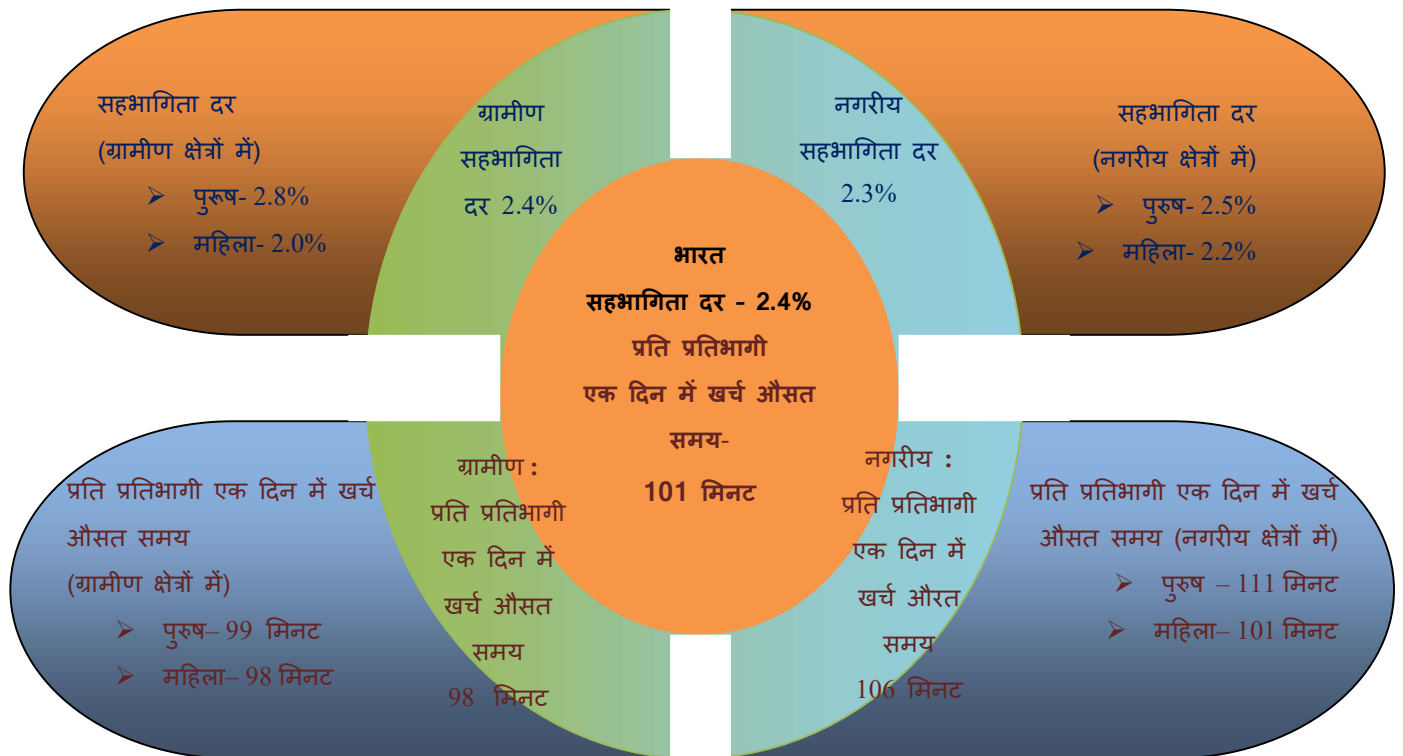 सहभागिता दर
(ग्रामीण क्षेत्रों में)
➢ पुरूष- 2.8%
➢ महिला- 2.0%
ग्रामीण
सहभागिता
दर 2.4%
नगरीय
सहभागिता दर
2.3%
सहभागिता दर
(नगरीय क्षेत्रों में)
➢ पुरुष- 2.5%
➢ महिला- 2.2%
भारत
सहभागिता दर - 2.4%
प्रति प्रतिभागी
एक दिन में खर्च औसत
समय-
101 मिनट
प्रति प्रतिभागी एक दिन में खर्च
औसत समय
(ग्रामीण क्षेत्रों में)
➢ पुरुष– 99 मिनट
➢ महिला– 98 मिनट
ग्रामीण :
प्रति प्रतिभागी
एक दिन में
खर्च औसत
समय
98 मिनट
नगरीय :
प्रति प्रतिभागी
एक दिन में
खर्च औरत
समय
106 मिनट
प्रति प्रतिभागी एक दिन में खर्च
औसत समय (नगरीय क्षेत्रों में)
➢ पुरुष – 111 मिनट
➢ महिला– 101 मिनट